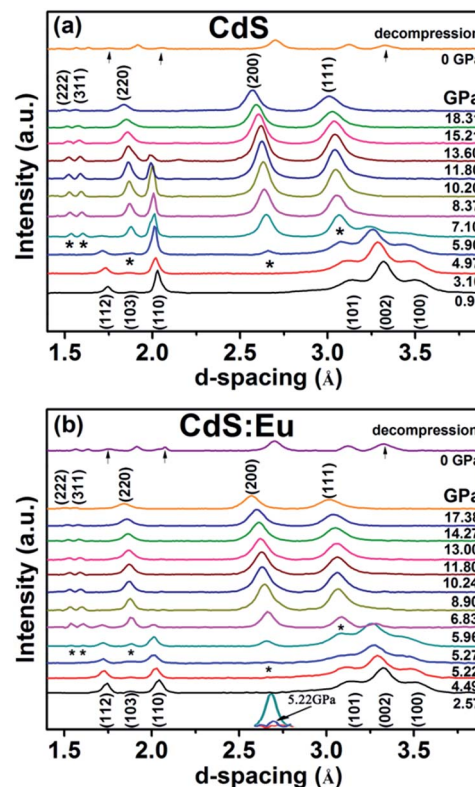 (a)
CdS
decompression
0 GPa
(222)
(311)
(220)
(200)
(111)
GPa
18.31
15.21
13.60
11.80
10.20
8.37
7.10
5.90
4.97
3.10
0.9
* * * * *
(112)
(103)
(110)
(101)
(002)
(100)
Intensity (a.u.)
1.5 2.0 2.5 3.0 3.5
d-spacing (Å)
(b)
CdS:Eu
decompression
0 GPa
(222)
(311)
(220)
(200)
(111)
GPa
17.38
14.27
13.00
11.80
10.24
8.90
6.83
5.96
5.27
5.22
4.49
2.57
* * * * *
5.22GPa
(112)
(103)
(110)
(101)
(002)
(100)
Intensity (a.u.)
1.5 2.0 2.5 3.0 3.5
d-spacing (Å)